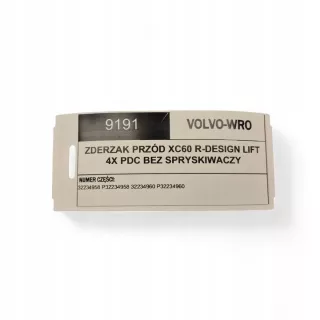 9191 VOLVO-WRO
ZDERZAK PRZÓD XC60 R-DESIGN LIFT
4X PDC BEZ SPRYSKIWACZY
NUMER CZĘŚCI:
32234958 P32234958 32234960 P32234960